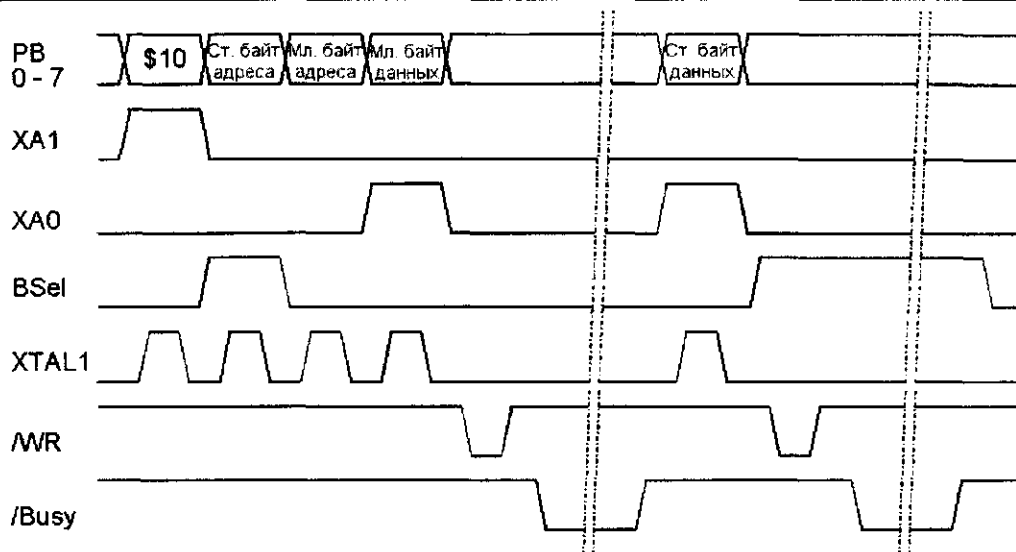 PB
0 - 7
$10
Ст. байт
адреса
Мл. байт
адреса
Мл. байт
данных
Ст. байт
данных
XA1
XA0
BSel
XTAL1
/WR
/Busy